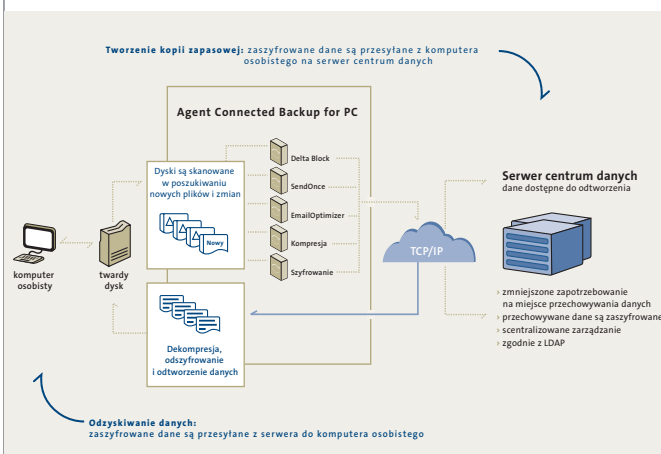 Tworzenie kopii zapasowej: zaszyfrowane dane są przesyłane z komputera
osobistego na serwer centrum danych
Agent Connected Backup for PC
Dyski są skanowane
w poszukiwaniu
nowych plików i zmian
Nowy
Delta Block
SendOnce
EmailOptimizer
Kompresja
Szyfrowanie
komputer
osobisty
twardy
dysk
TCP/IP
Serwer centrum danych
dane dostępne do odtworzenia
› zmniejszone zapotrzebowanie
na miejsce przechowywania danych
› przechowywane dane są zaszyfrowane
› scentralizowane zarządzanie
› zgodnie z LDAP
Dekompresja,
odszyfrowanie
i odtworzenie danych
Odzyskiwanie danych:
zaszyfrowane dane są przesyłane z serwera do komputera osobistego